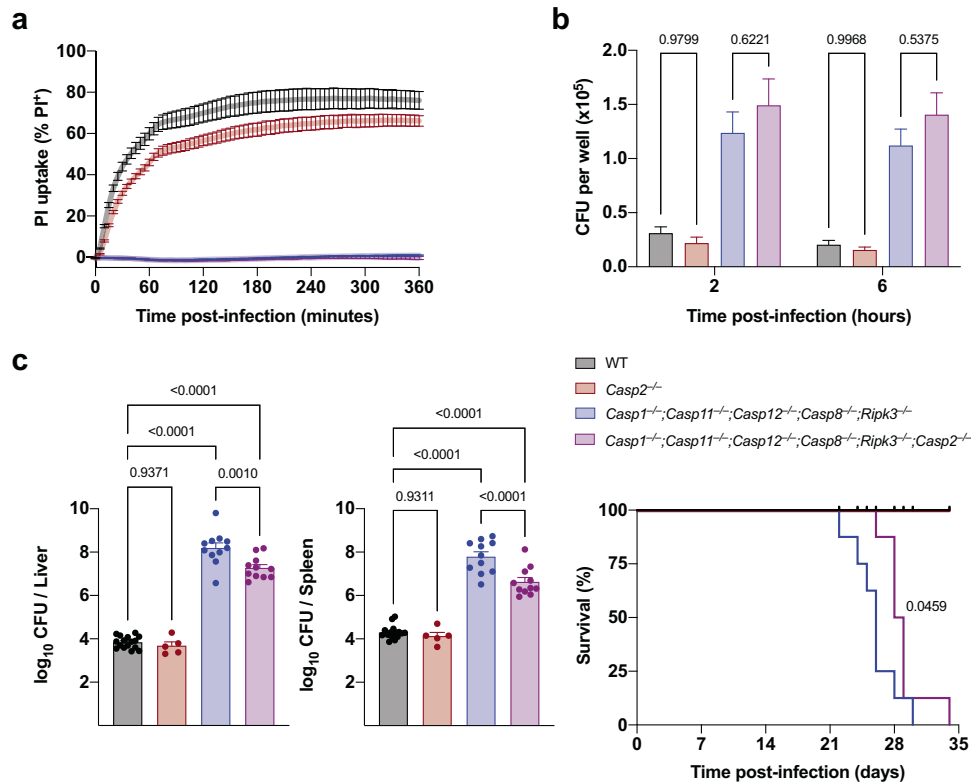 a
PI uptake (% PI⁺)
100
80
60
40
20
0
0 60 120 180 240 300 360
Time post-infection (minutes)
b
CFU per well (x10⁵)
0.9799 0.6221 0.9968 0.5375
2.0
1.5
1.0
0.5
0.0
2 6
Time post-infection (hours)
WT
Casp2⁻/⁻
Casp1⁻/⁻;Casp11⁻/⁻;Casp12⁻/⁻;Casp8⁻/⁻;Ripk3⁻/⁻
Casp1⁻/⁻;Casp11⁻/⁻;Casp12⁻/⁻;Casp8⁻/⁻;Ripk3⁻/⁻;Casp2⁻/⁻
c
<0.0001
<0.0001
0.9371 0.0010
log₁₀ CFU / Liver
10
8
6
4
2
<0.0001
<0.0001
0.9311 <0.0001
log₁₀ CFU / Spleen
10
8
6
4
2
Survival (%)
100
75
50
25
0
0.0459
0 7 14 21 28 35
Time post-infection (days)